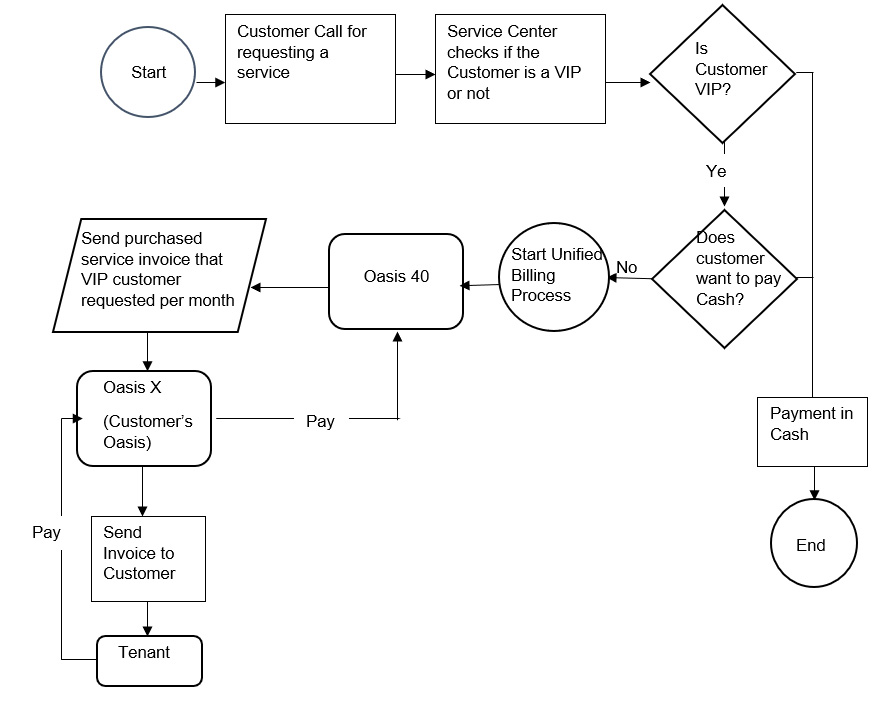 Start
Customer Call for
requesting a
service
Service Center
checks if the
Customer is a VIP
or not
Is
Customer
VIP?
Ye
Does
customer
want to pay
Cash?
No
Start Unified
Billing
Process
Oasis 40
Send purchased
service invoice that
VIP customer
requested per month
Oasis X
(Customer’s
Oasis)
Pay
Payment in
Cash
End
Pay
Send
Invoice to
Customer
Tenant